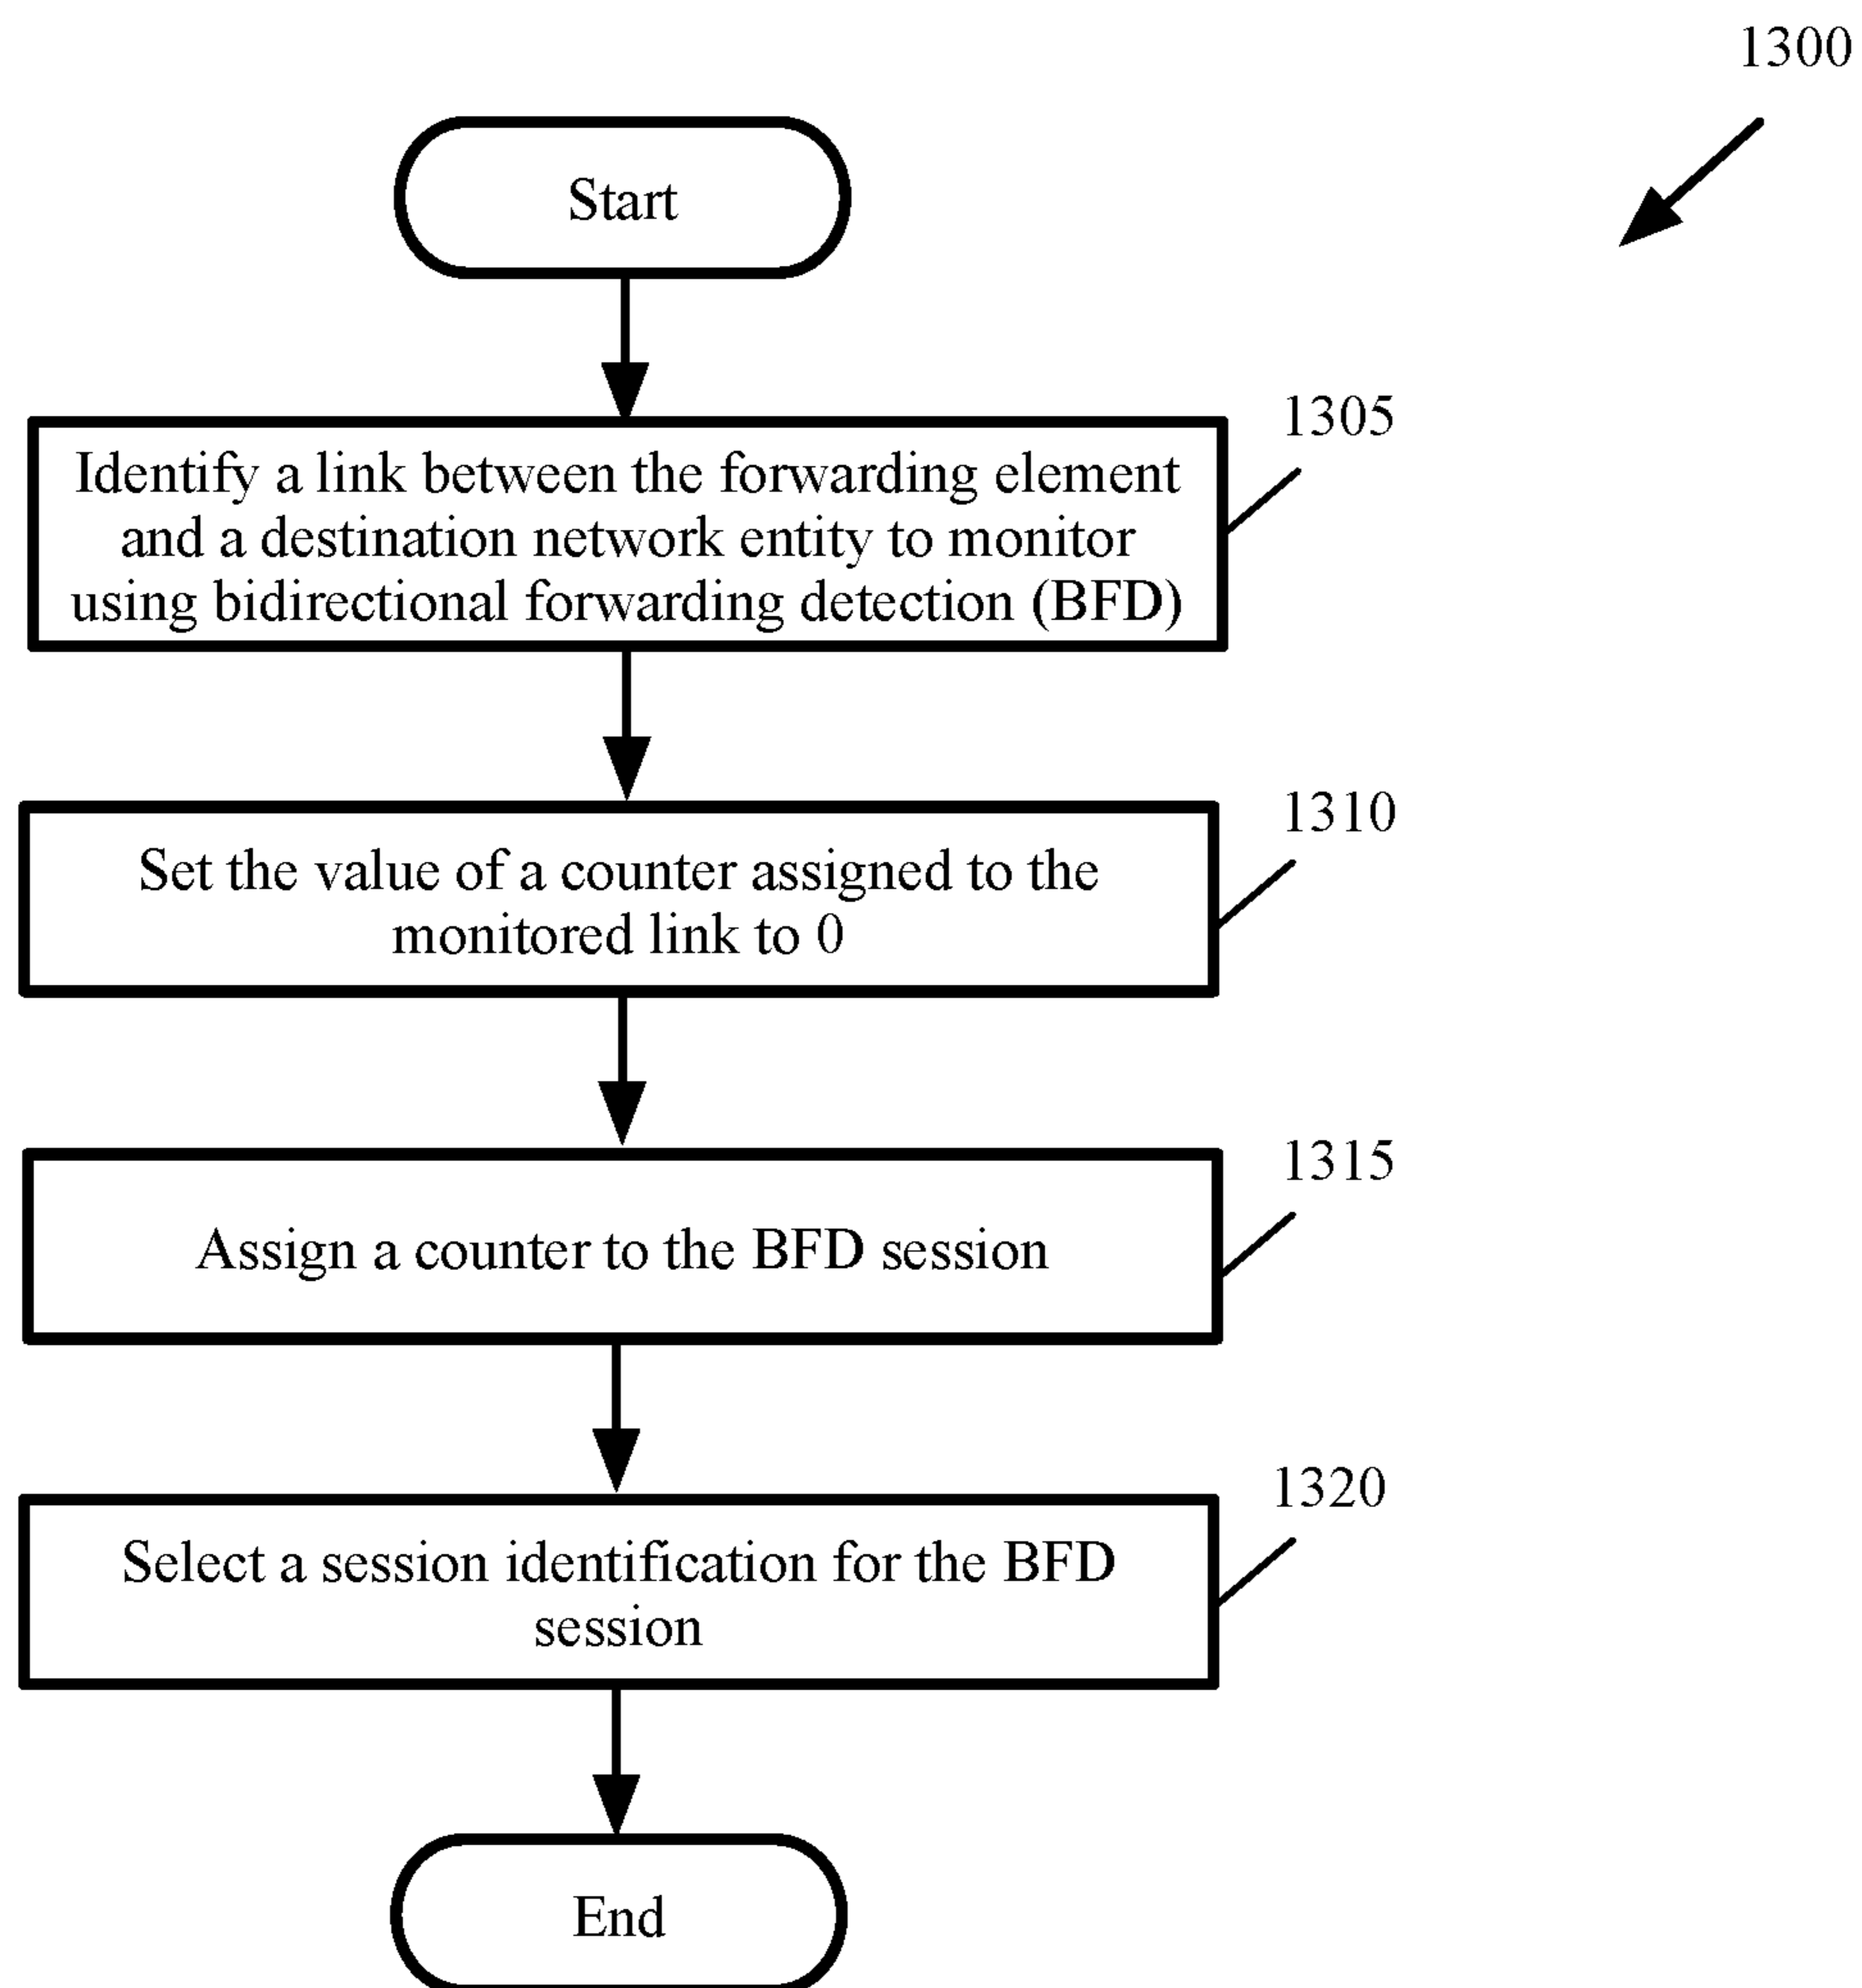 1300
Start
1305
Identify a link between the forwarding element
and a destination network entity to monitor
using bidirectional forwarding detection (BFD)
1310
Set the value of a counter assigned to the
monitored link to 0
1315
Assign a counter to the BFD session
1320
Select a session identification for the BFD
session
End